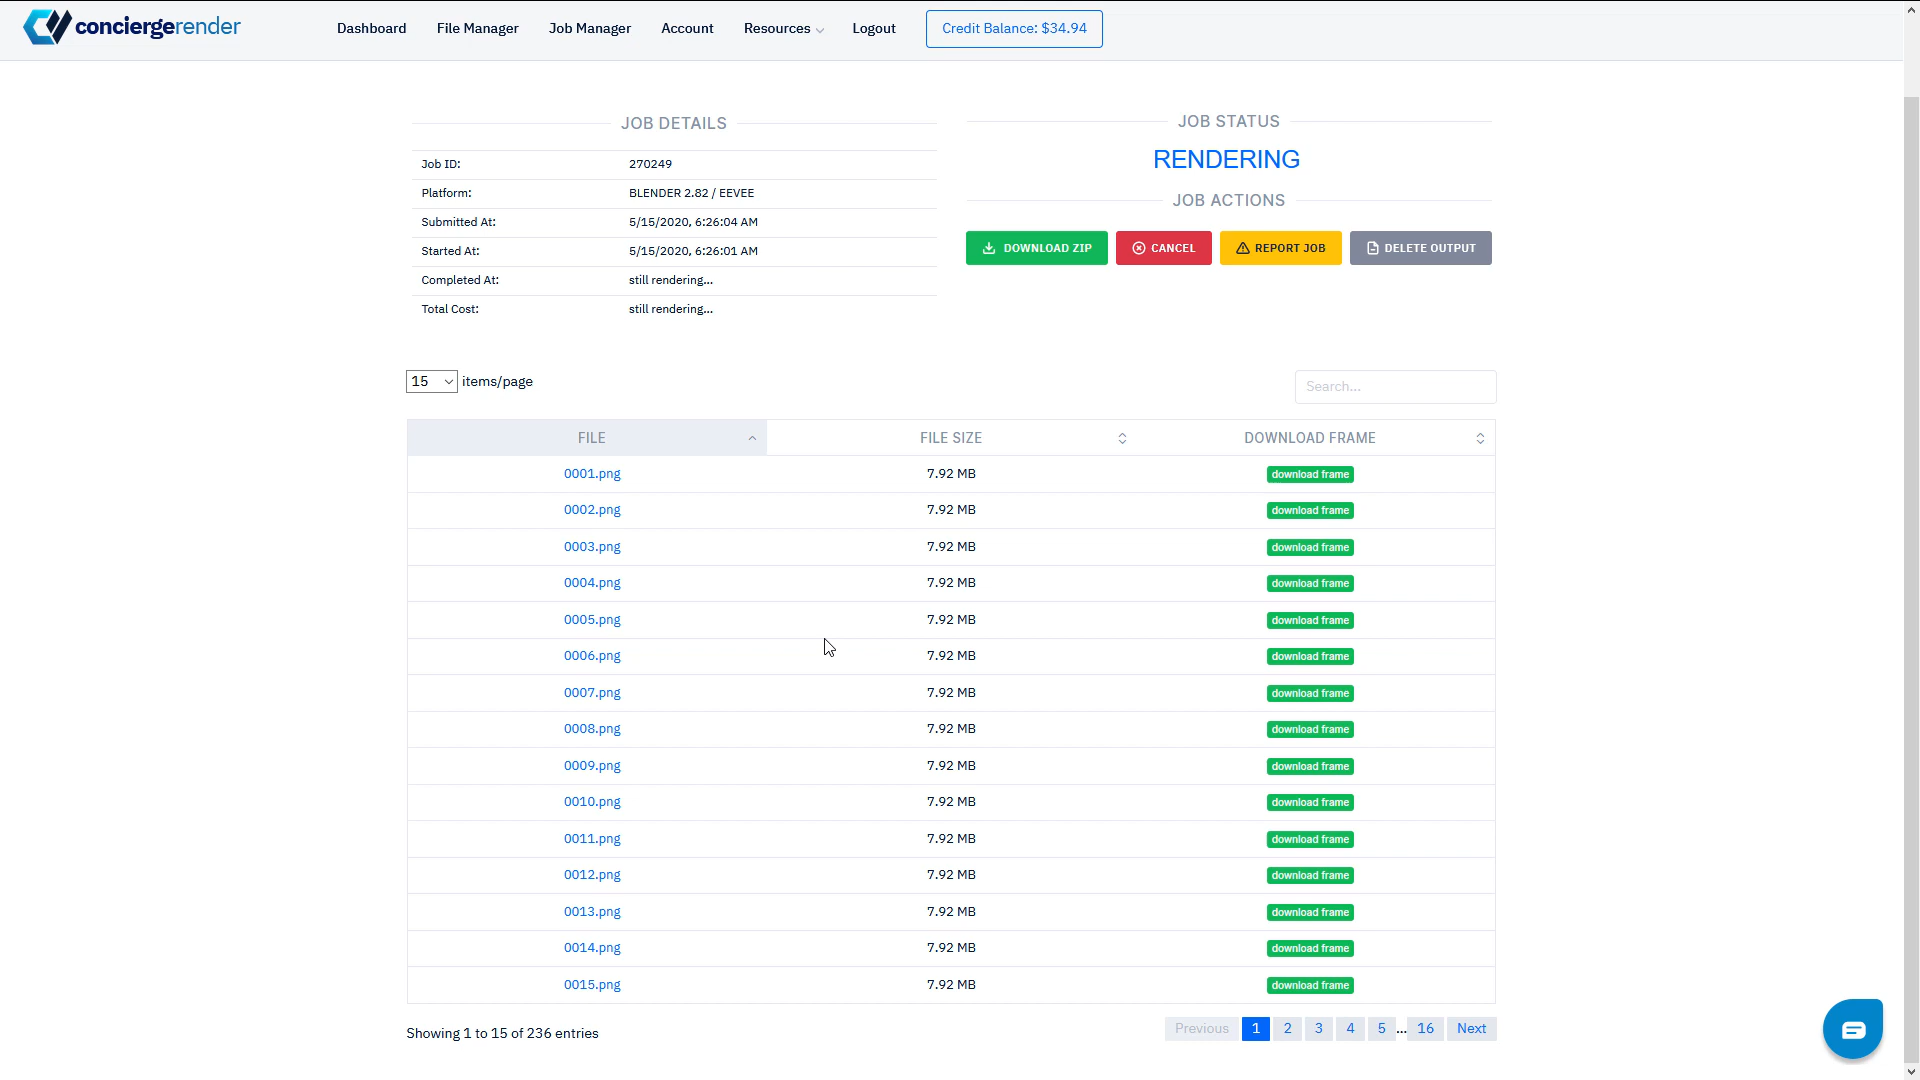 conciergerender Dashboard File Manager Job Manager Account Resources Logout Credit Balance: $34.94
JOB DETAILS
Job ID: 270249
Platform: BLENDER 2.82 / EEVEE
Submitted At: 5/15/2020, 6:26:04 AM
Started At: 5/15/2020, 6:26:01 AM
Completed At: still rendering...
Total Cost: still rendering...
JOB STATUS
RENDERING
JOB ACTIONS
DOWNLOAD ZIP CANCEL REPORT JOB DELETE OUTPUT
15 items/page Search...
FILE FILE SIZE DOWNLOAD FRAME
0001.png 7.92 MB download frame
0002.png 7.92 MB download frame
0003.png 7.92 MB download frame
0004.png 7.92 MB download frame
0005.png 7.92 MB download frame
0006.png 7.92 MB download frame
0007.png 7.92 MB download frame
0008.png 7.92 MB download frame
0009.png 7.92 MB download frame
0010.png 7.92 MB download frame
0011.png 7.92 MB download frame
0012.png 7.92 MB download frame
0013.png 7.92 MB download frame
0014.png 7.92 MB download frame
0015.png 7.92 MB download frame
Showing 1 to 15 of 236 entries Previous 1 2 3 4 5 ... 16 Next